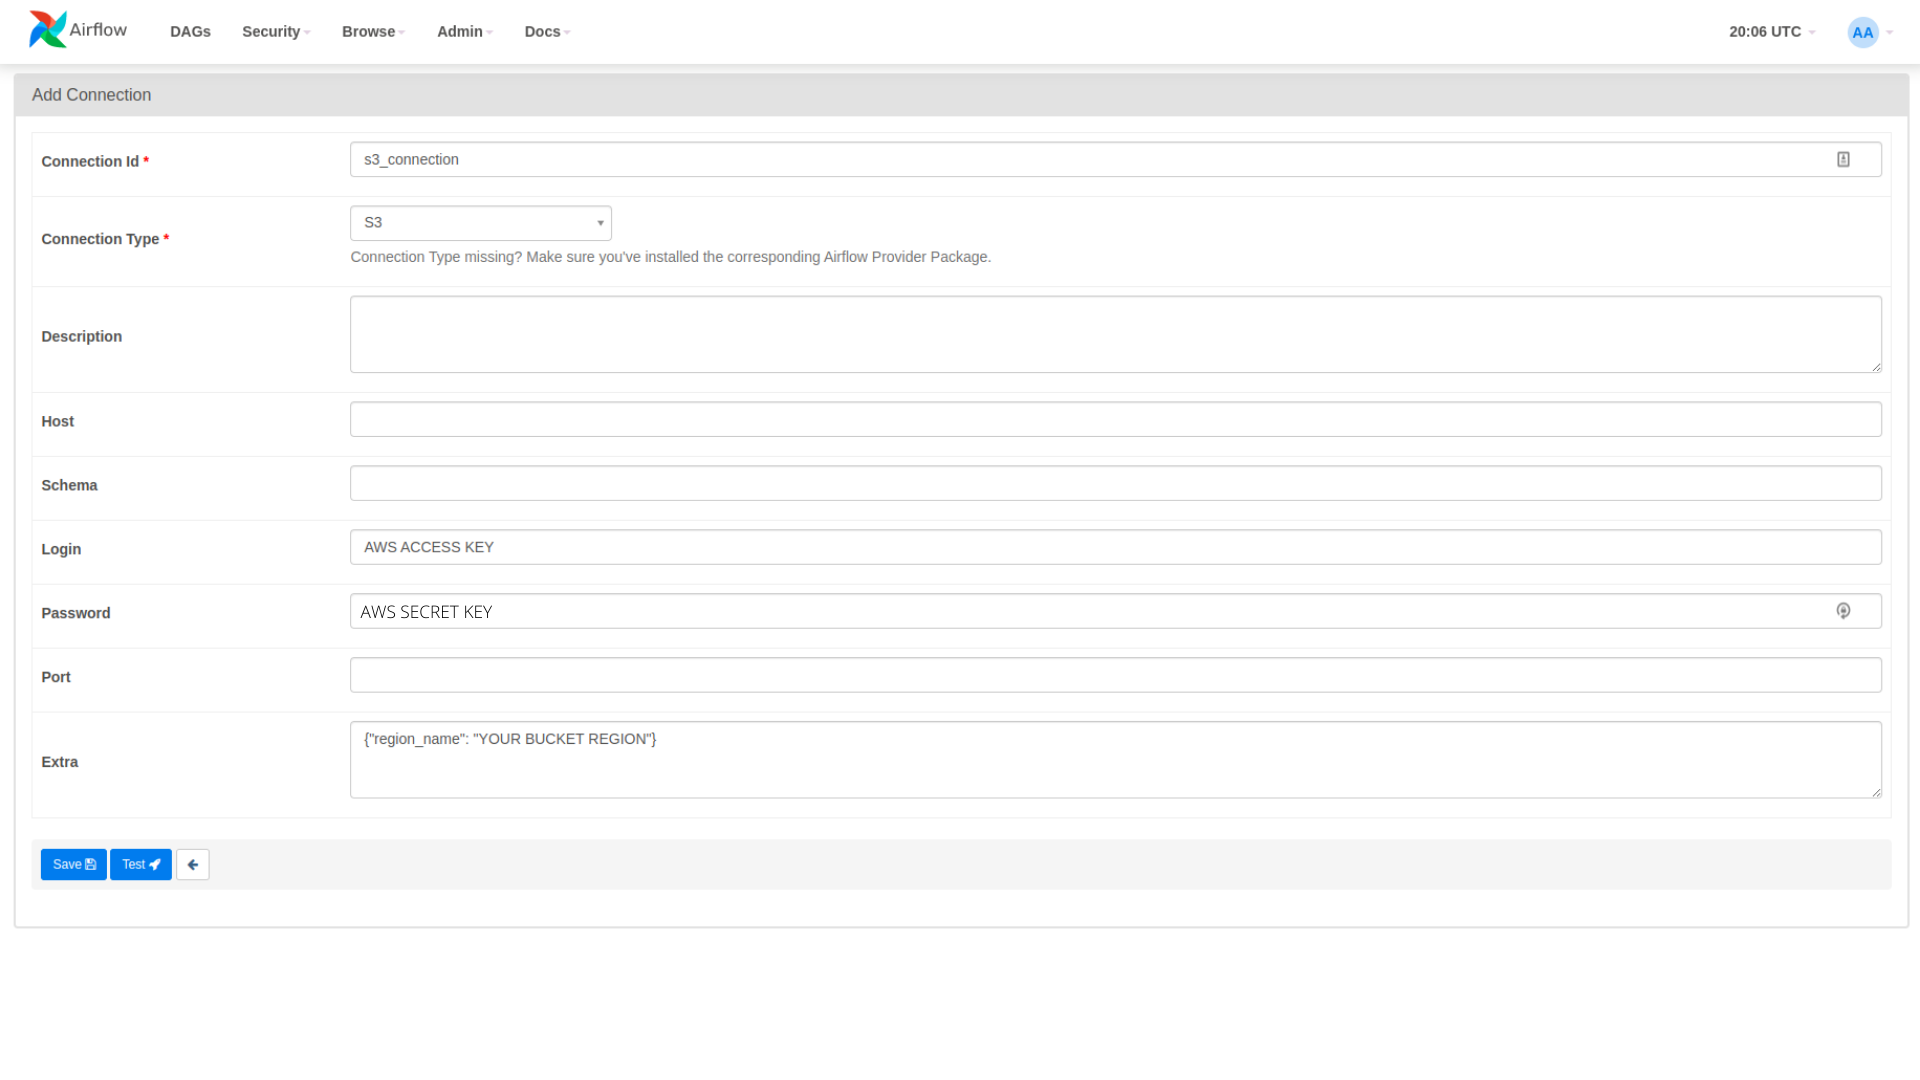 Airflow DAGs Security Browse Admin Docs 20:06 UTC AA
Add Connection
Connection Id * s3_connection
Connection Type * S3
Connection Type missing? Make sure you've installed the corresponding Airflow Provider Package.
Description
Host
Schema
Login AWS ACCESS KEY
Password AWS SECRET KEY
Port
Extra {"region_name": "YOUR BUCKET REGION"}
Save Test